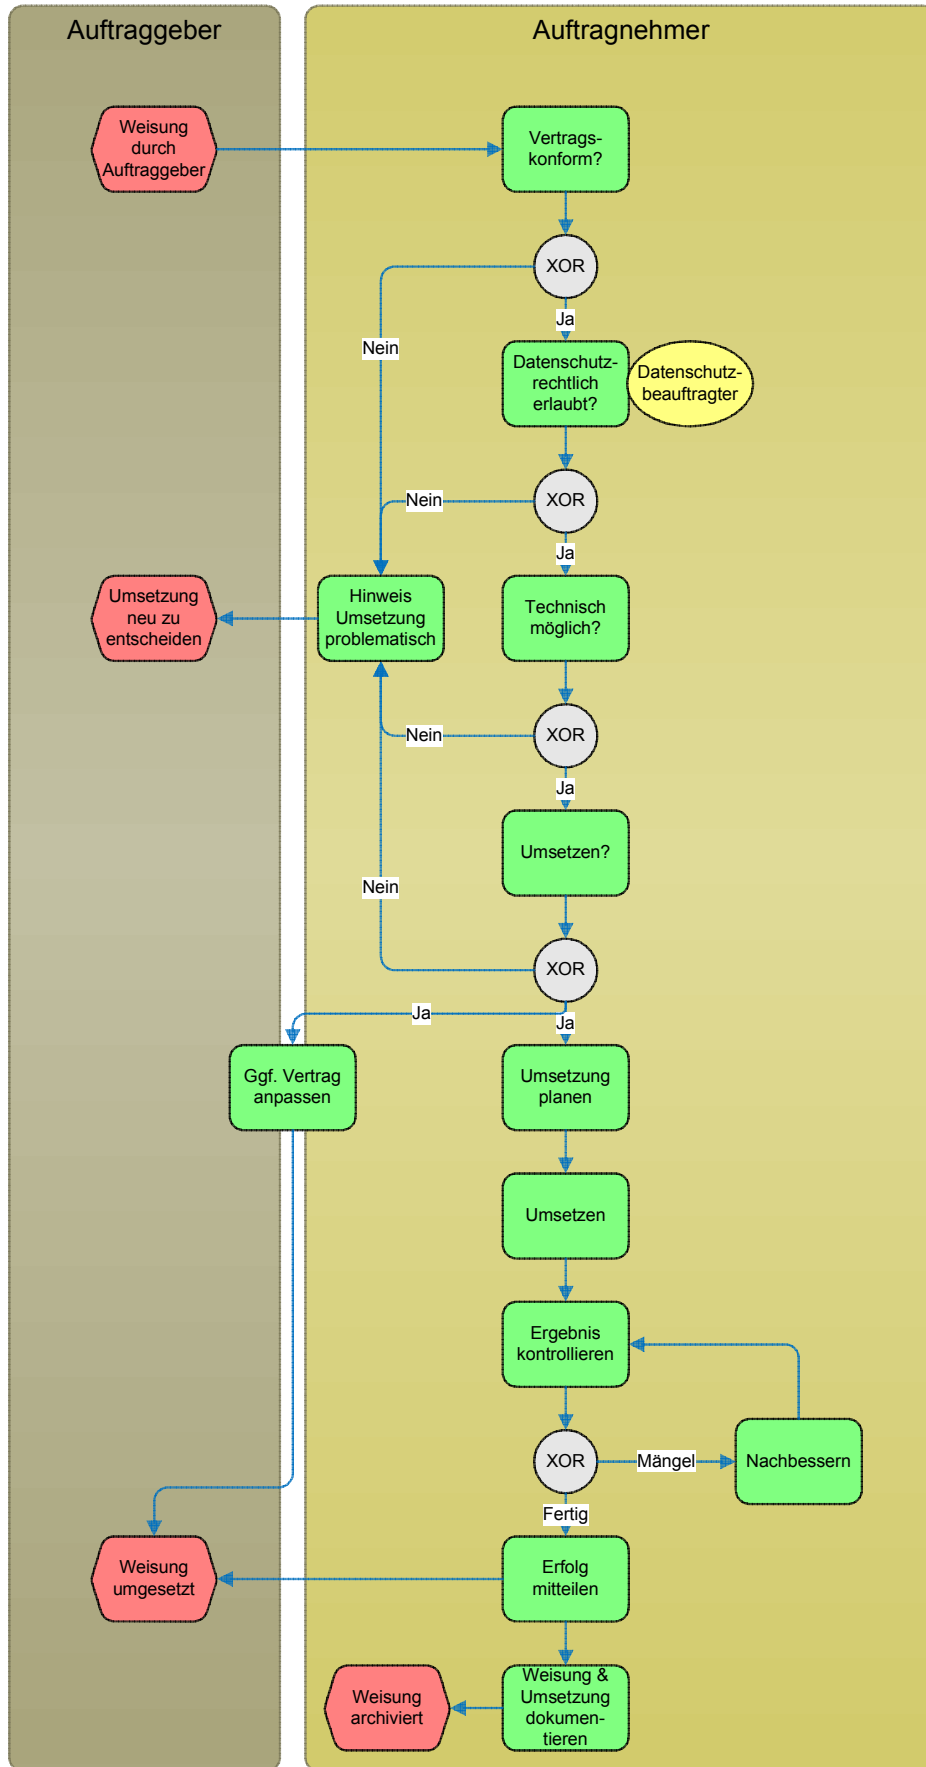 Auftraggeber
Auftragnehmer
Weisung
durch
Auftraggeber
Vertrags-
konform?
XOR
Ja
Nein
Datenschutz-
rechtlich
erlaubt?
Datenschutz-
beauftragter
XOR
Nein
Ja
Umsetzung
neu zu
entscheiden
Hinweis
Umsetzung
problematisch
Technisch
möglich?
XOR
Nein
Ja
Umsetzen?
Nein
XOR
Ja
Ja
Ggf. Vertrag
anpassen
Umsetzung
planen
Umsetzen
Ergebnis
kontrollieren
XOR
Mängel
Nachbessern
Fertig
Weisung
umgesetzt
Erfolg
mitteilen
Weisung
archiviert
Weisung &
Umsetzung
dokumen-
tieren